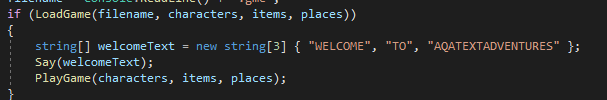 if (LoadGame(filename, characters, items, places))
{
string[] welcomeText = new string[3] { "WELCOME", "TO", "AQATEXTADVENTURES" };
Say(welcomeText);
PlayGame(characters, items, places);
}